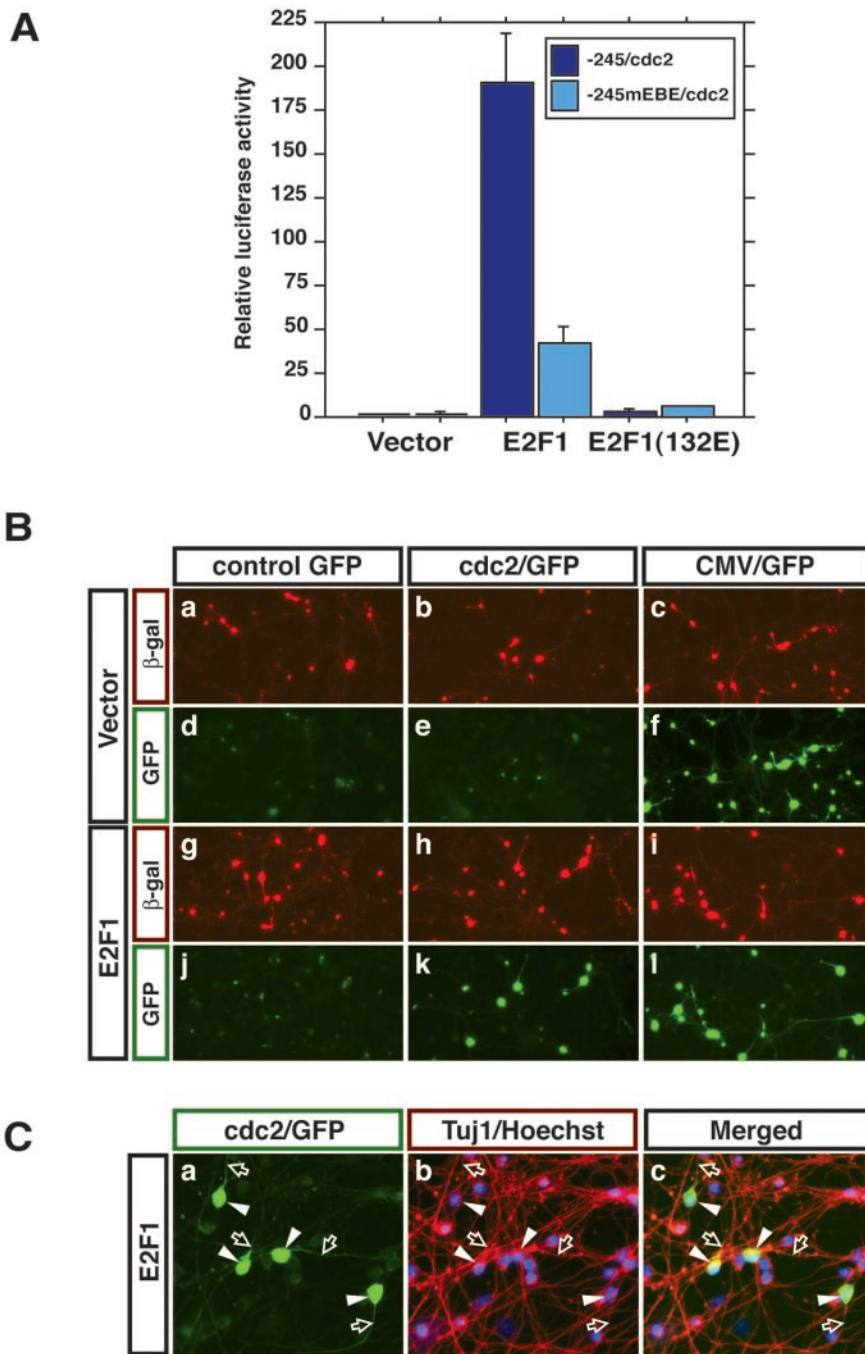 A
225
200
175
150
125
100
75
50
25
0
Relative luciferase activity
-245/cdc2
-245mEBE/cdc2
Vector E2F1 E2F1(132E)
B
control GFP cdc2/GFP CMV/GFP
Vector
β-gal
a b c
GFP
d e f
E2F1
β-gal
g h i
GFP
j k l
C
cdc2/GFP Tuj1/Hoechst Merged
E2F1
a b c